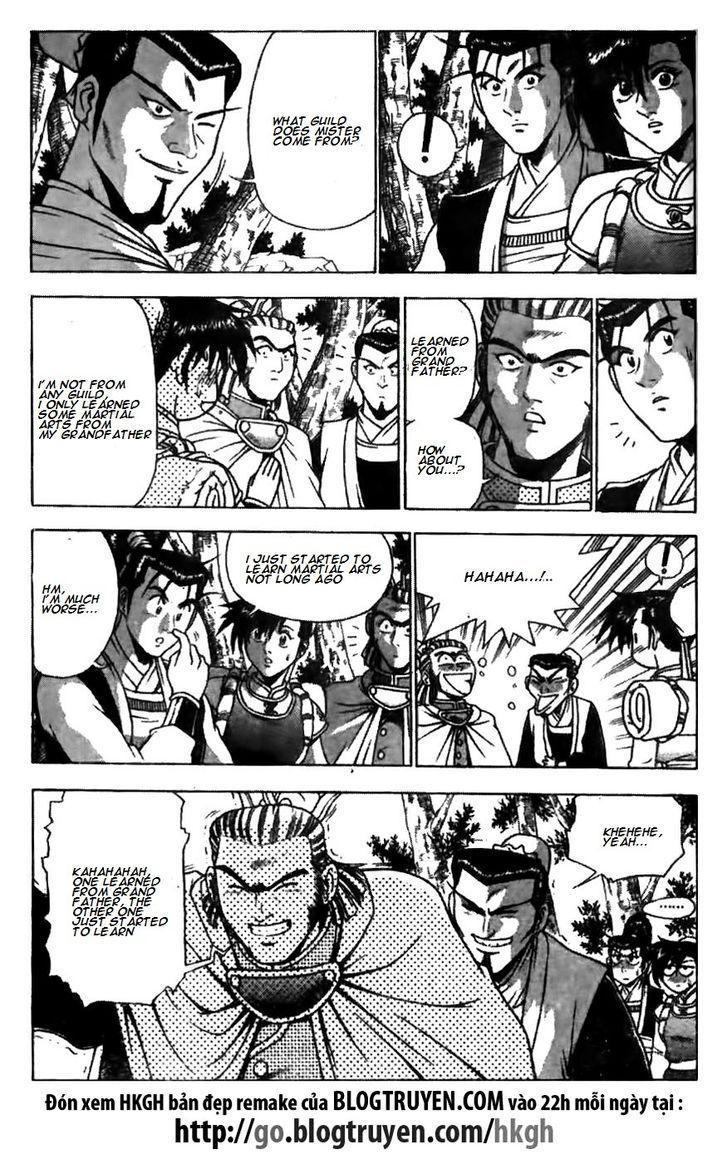 WHAT GUILD
DOES MISTER
COME FROM?
!
I'M NOT FROM
ANY GUILD,
I ONLY LEARNED
SOME MARTIAL
ARTS FROM
MY GRANDFATHER
LEARNED
FROM
GRAND
FATHER?
HOW
ABOUT
YOU...?
HM,
I'M MUCH
WORSE...
I JUST STARTED TO
LEARN MARTIAL ARTS
NOT LONG AGO
HAHAHA...!..
!
KAHAHAHAH,
ONE LEARNED
FROM GRAND
FATHER, THE
OTHER ONE
JUST STARTED
TO LEARN
KHEHEHE,
YEAH...
......
Đón xem HKGH bản đẹp remake của BLOGTRUYEN.COM vào 22h mỗi ngày tại :
http://go.blogtruyen.com/hkgh